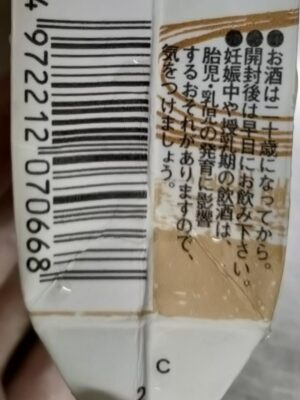 お酒は二十歳になってから。
開封後は早目にお飲み下さい。
妊娠中や授乳期の飲酒は、
胎児・乳児の発育に影響
するおそれがありますので、
気をつけましょう。
4 972212 070668
C
2